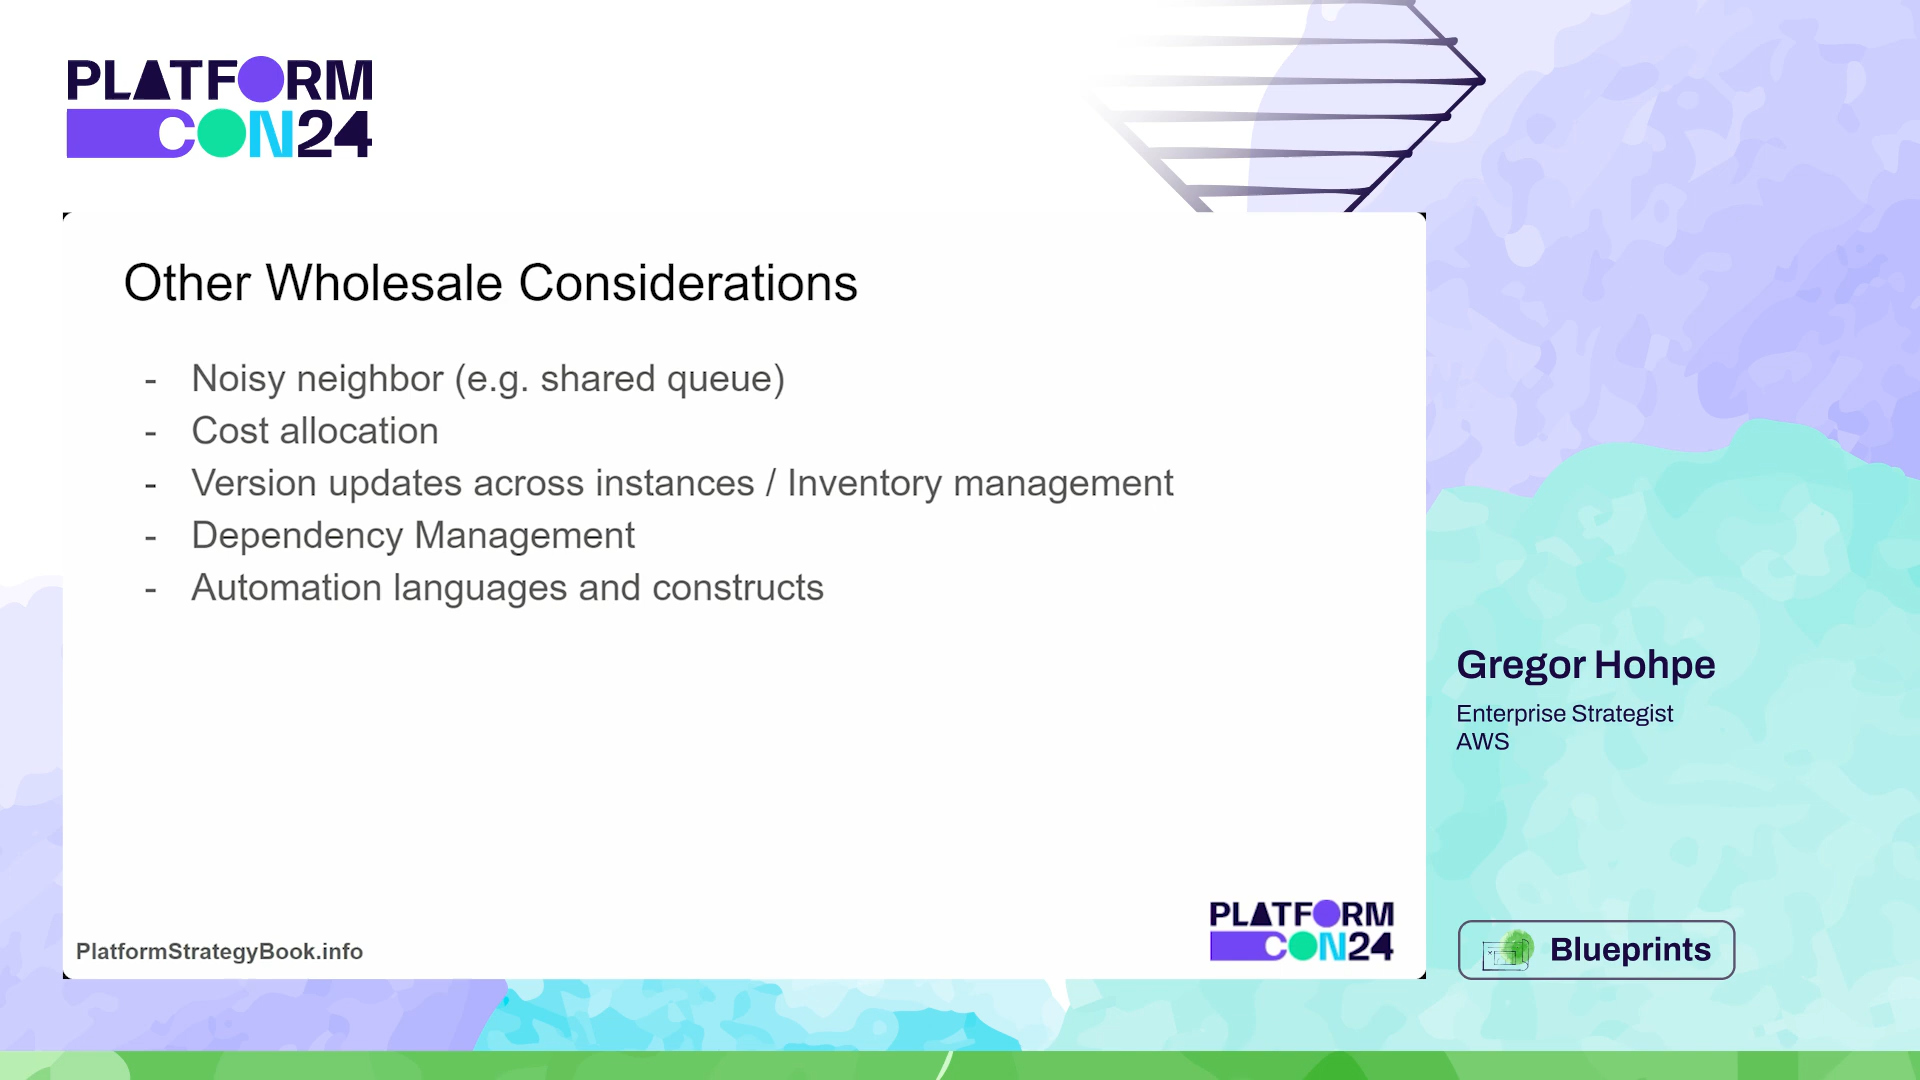 PLATFORM
CON24
Other Wholesale Considerations
- Noisy neighbor (e.g. shared queue)
- Cost allocation
- Version updates across instances / Inventory management
- Dependency Management
- Automation languages and constructs
Gregor Hohpe
Enterprise Strategist
AWS
PlatformStrategyBook.info
PLATFORM
CON24
Blueprints